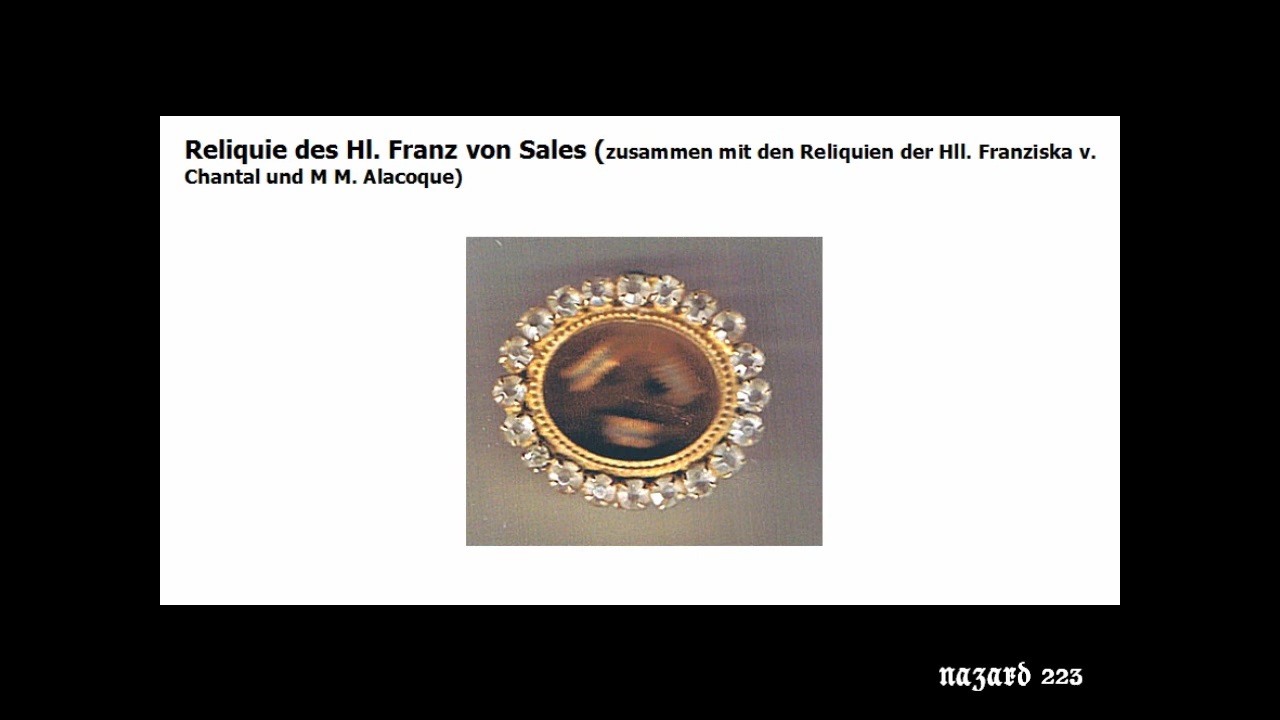 Reliquie des Hl. Franz von Sales (zusammen mit den Reliquien der Hll. Franziska v.
Chantal und M M. Alacoque)
nazard 223